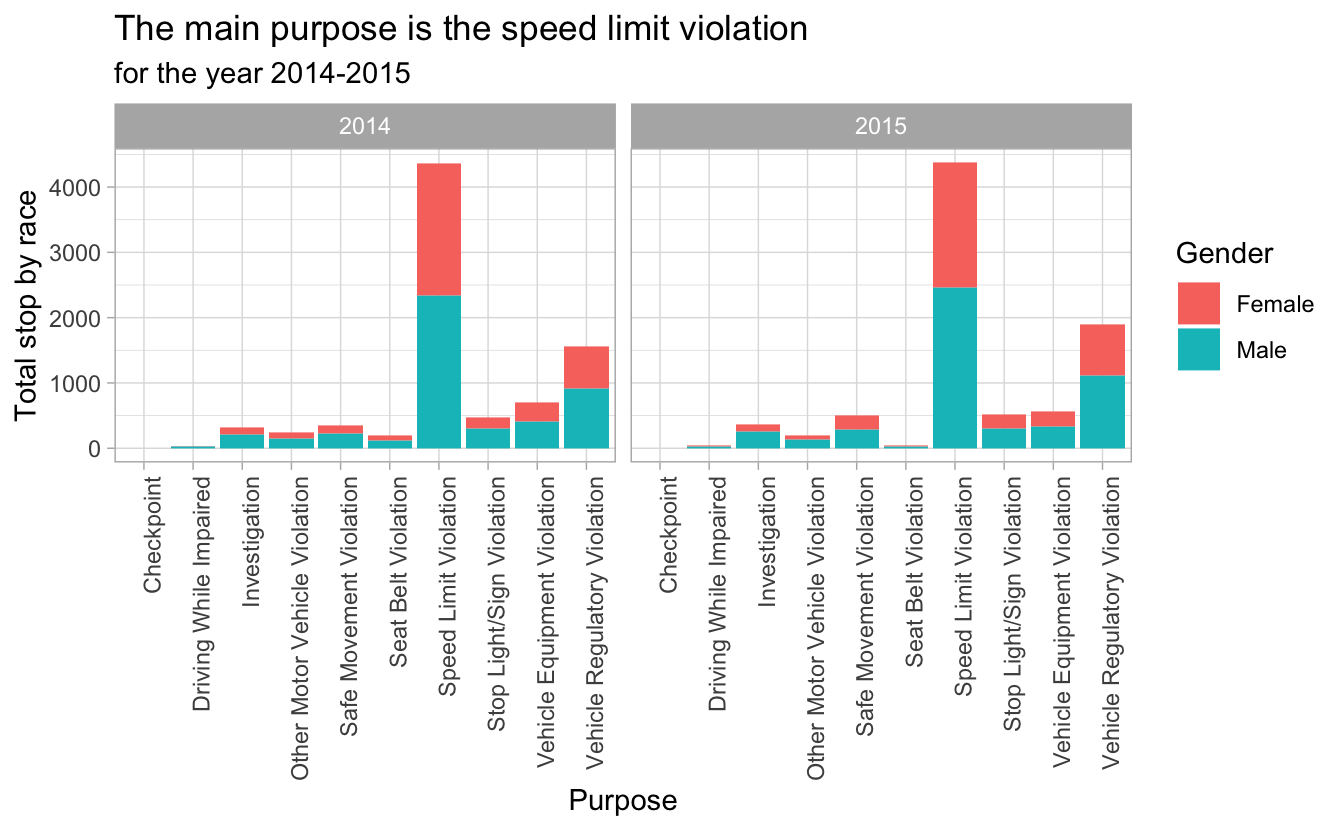 The main purpose is the speed limit violation
for the year 2014-2015
2014
2015
Total stop by race
4000
3000
2000
1000
0
Checkpoint
Driving While Impaired
Investigation
Other Motor Vehicle Violation
Safe Movement Violation
Seat Belt Violation
Speed Limit Violation
Stop Light/Sign Violation
Vehicle Equipment Violation
Vehicle Regulatory Violation
Checkpoint
Driving While Impaired
Investigation
Other Motor Vehicle Violation
Safe Movement Violation
Seat Belt Violation
Speed Limit Violation
Stop Light/Sign Violation
Vehicle Equipment Violation
Vehicle Regulatory Violation
Purpose
Gender
Female
Male